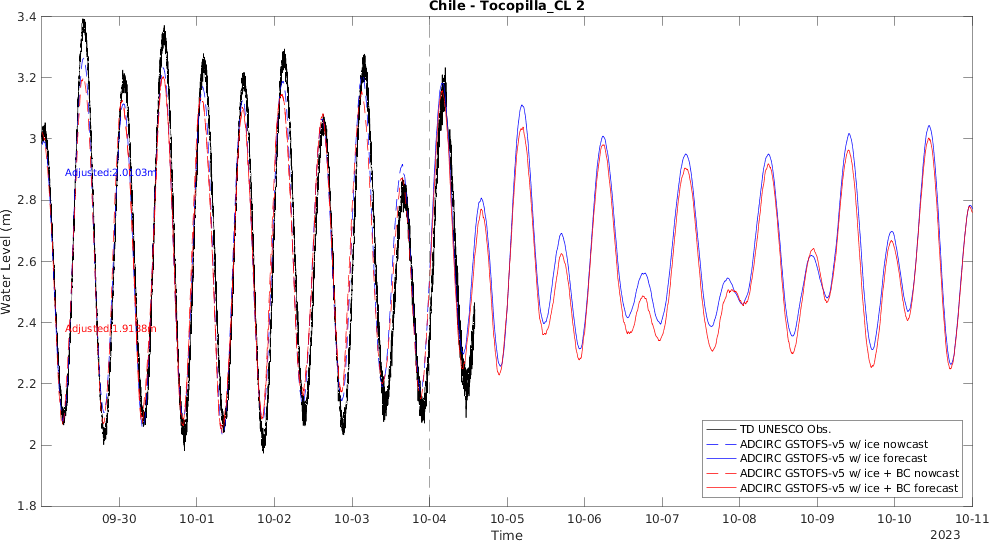 Chile - Tocopilla_CL 2
3.4
3.2
3
2.8
2.6
2.4
2.2
2
1.8
Water Level (m)
Adjusted:2.0103m
Adjusted:1.9188m
TD UNESCO Obs.
ADCIRC GSTOFS-v5 w/ ice nowcast
ADCIRC GSTOFS-v5 w/ ice forecast
ADCIRC GSTOFS-v5 w/ ice + BC nowcast
ADCIRC GSTOFS-v5 w/ ice + BC forecast
09-30 10-01 10-02 10-03 10-04 10-05 10-06 10-07 10-08 10-09 10-10 10-11
Time
2023